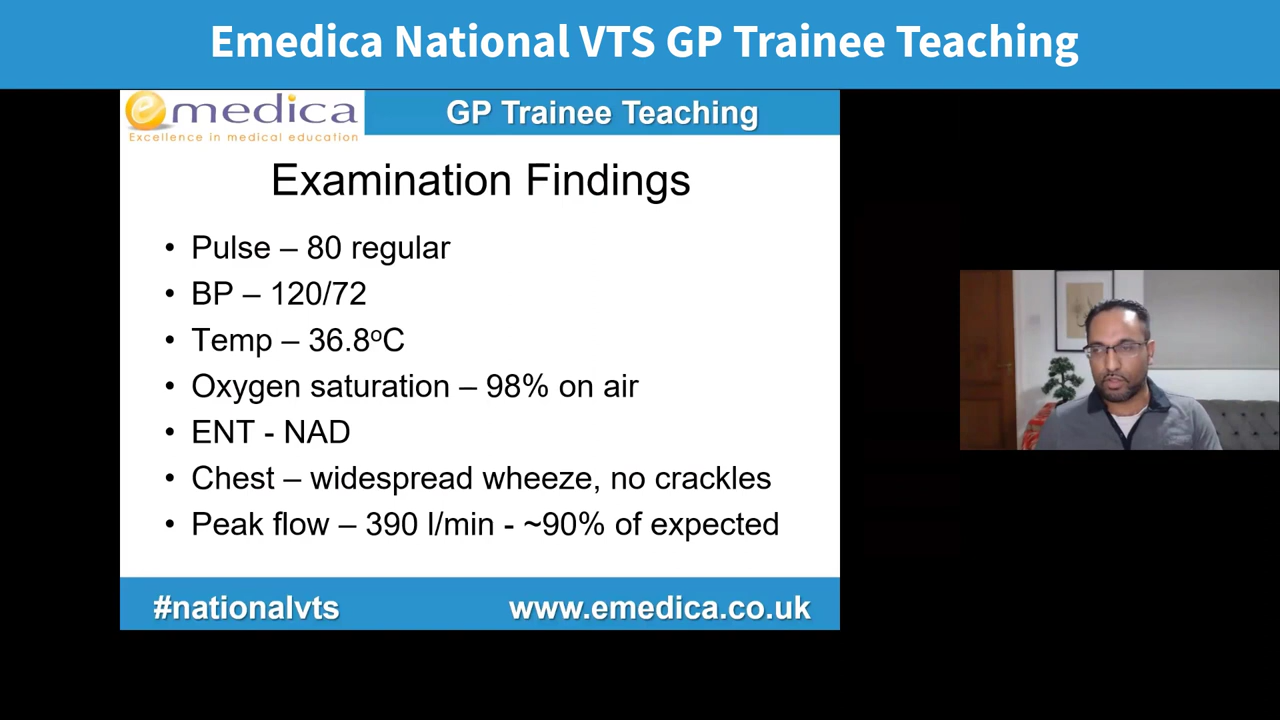 Emedica National VTS GP Trainee Teaching
emedica
Excellence in medical education
GP Trainee Teaching
Examination Findings
• Pulse – 80 regular
• BP – 120/72
• Temp – 36.8ºC
• Oxygen saturation – 98% on air
• ENT - NAD
• Chest – widespread wheeze, no crackles
• Peak flow – 390 l/min - ~90% of expected
#nationalvts
www.emedica.co.uk